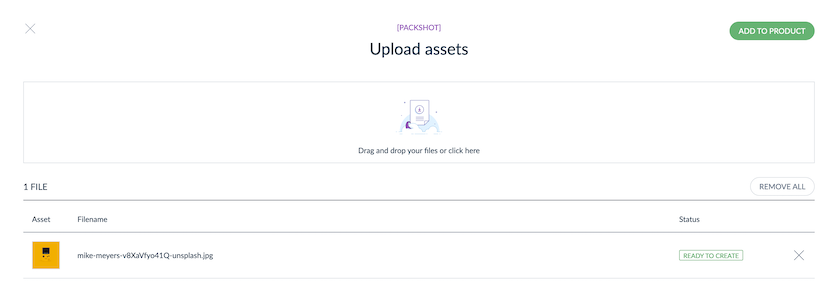 [PACKSHOT]
Upload assets
ADD TO PRODUCT
Drag and drop your files or click here
1 FILE
REMOVE ALL
Asset Filename Status
mike-meyers-v8XaVfyo41Q-unsplash.jpg READY TO CREATE